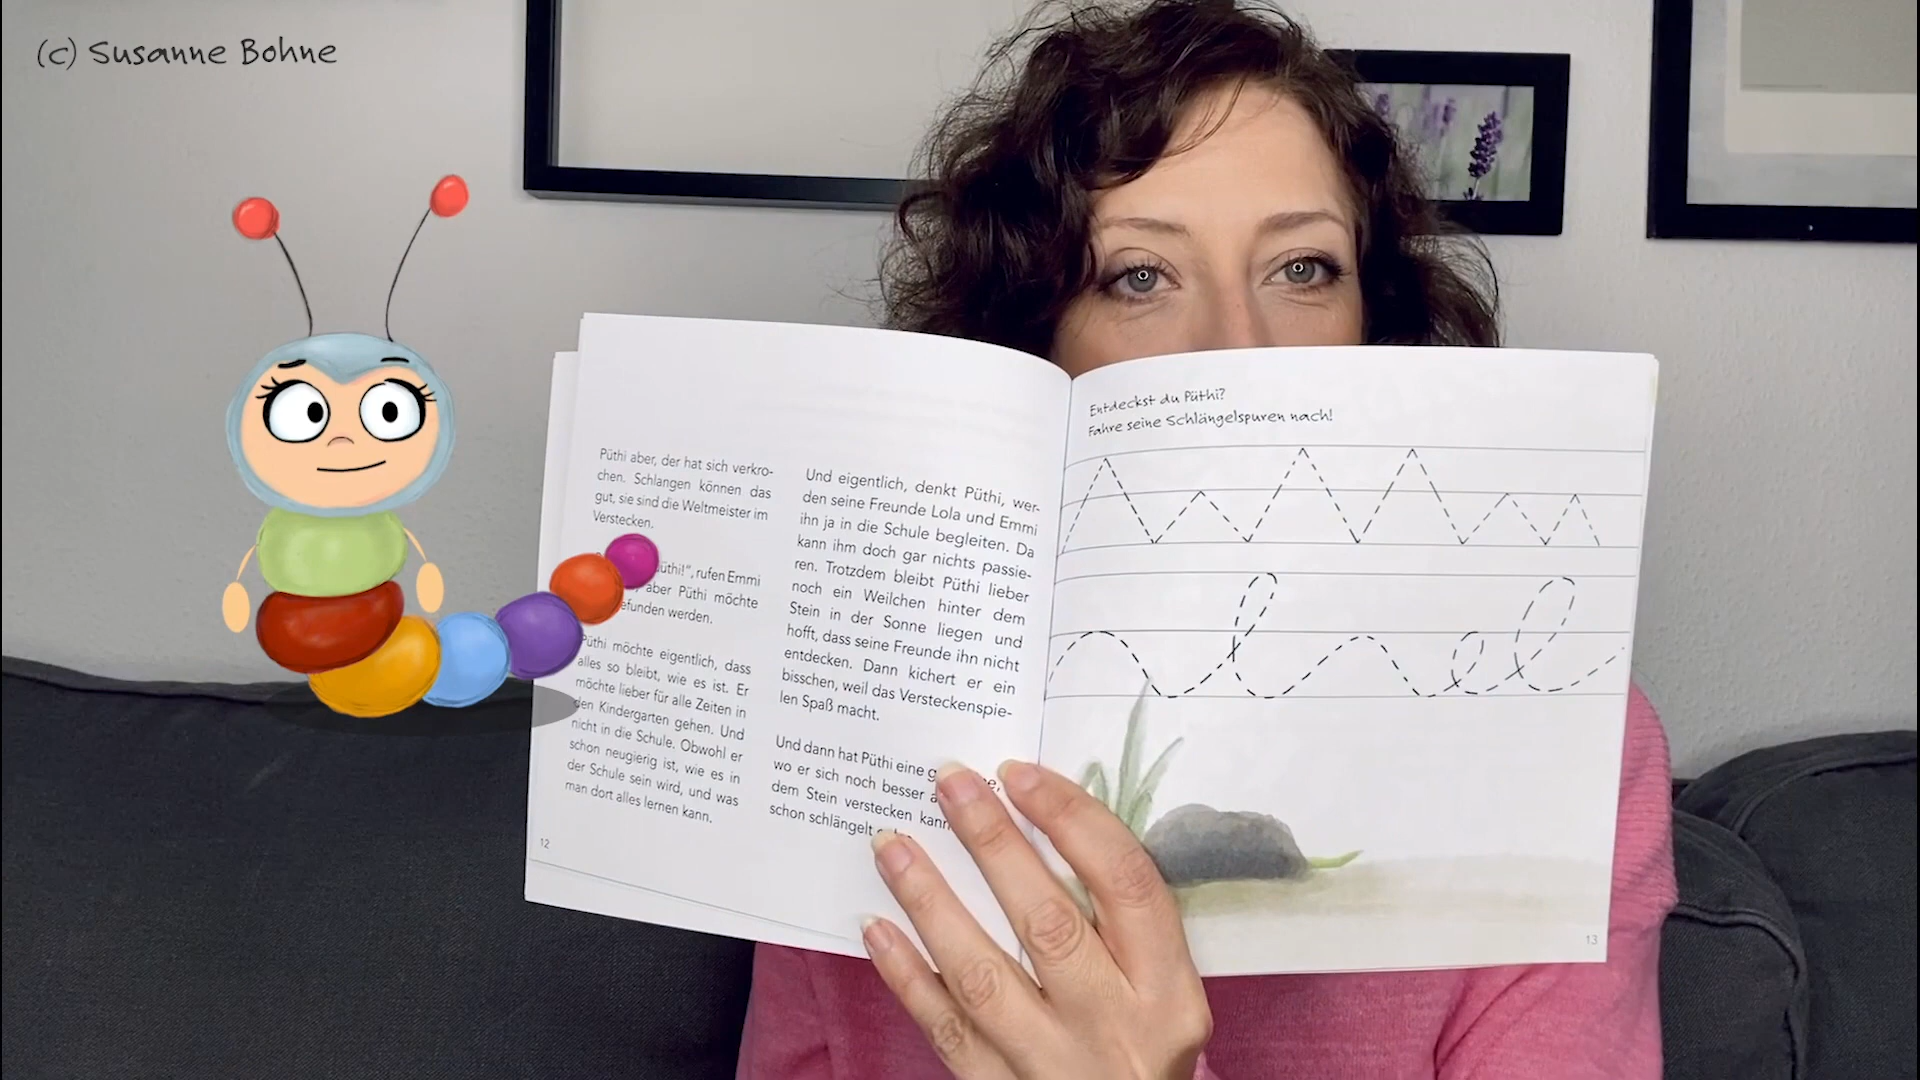 (c) Susanne Bohne
Püthi aber, der hat sich verkro-
chen. Schlangen können das
gut, sie sind die Weltmeister im
Verstecken.
üthi!“, rufen Emmi
aber Püthi möchte
efunden werden.
Püthi möchte eigentlich, dass
alles so bleibt, wie es ist. Er
möchte lieber für alle Zeiten in
den Kindergarten gehen. Und
nicht in die Schule. Obwohl er
schon neugierig ist, wie es in
der Schule sein wird, und was
man dort alles lernen kann.
12
Und eigentlich, denkt Püthi, wer-
den seine Freunde Lola und Emmi
ihn ja in die Schule begleiten. Da
kann ihm doch gar nichts passie-
ren. Trotzdem bleibt Püthi lieber
noch ein Weilchen hinter dem
Stein in der Sonne liegen und
hofft, dass seine Freunde ihn nicht
entdecken. Dann kichert er ein
bisschen, weil das Versteckenspie-
len Spaß macht.
Und dann hat Püthi eine
wo er sich noch besser
dem Stein verstecken kann
schon schlängelt
Entdeckst du Püthi?
Fahre seine Schlängelspuren nach!
13